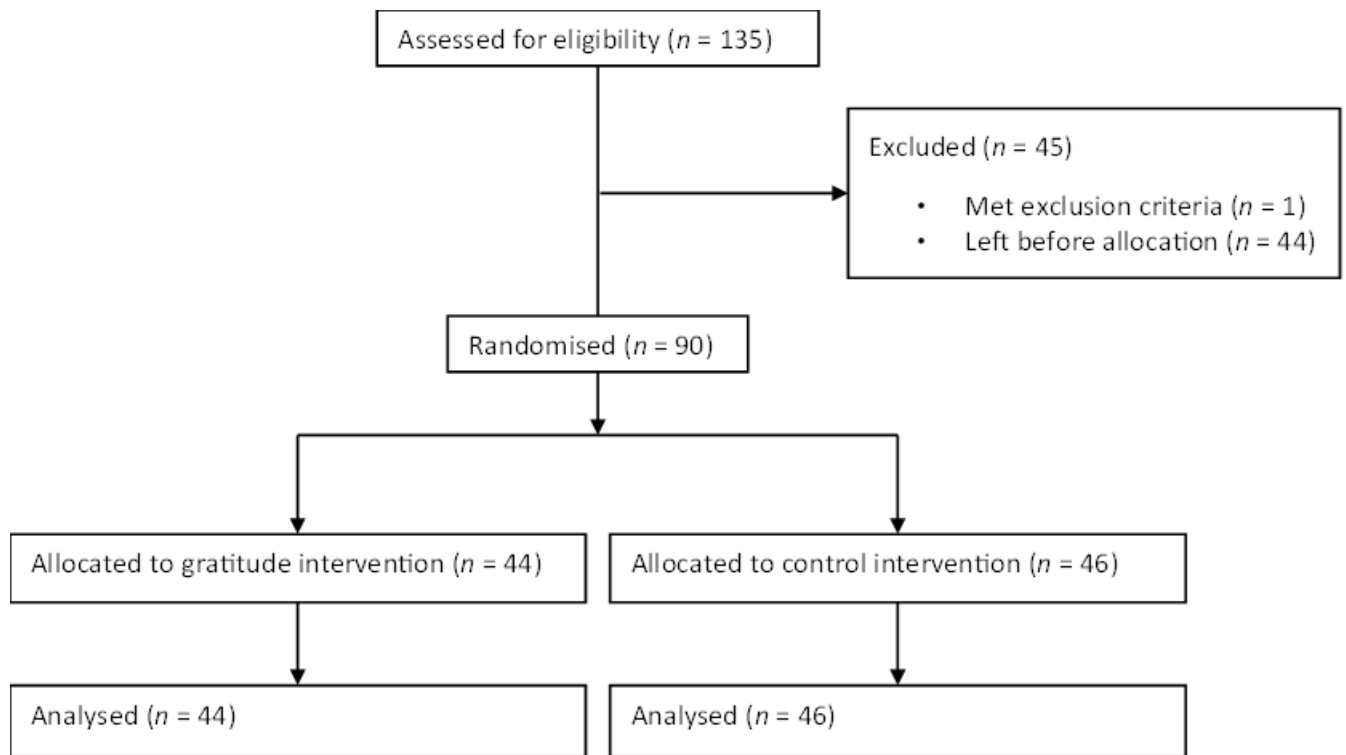 Assessed for eligibility (n = 135)
Excluded (n = 45)
• Met exclusion criteria (n = 1)
• Left before allocation (n = 44)
Randomised (n = 90)
Allocated to gratitude intervention (n = 44)
Allocated to control intervention (n = 46)
Analysed (n = 44)
Analysed (n = 46)